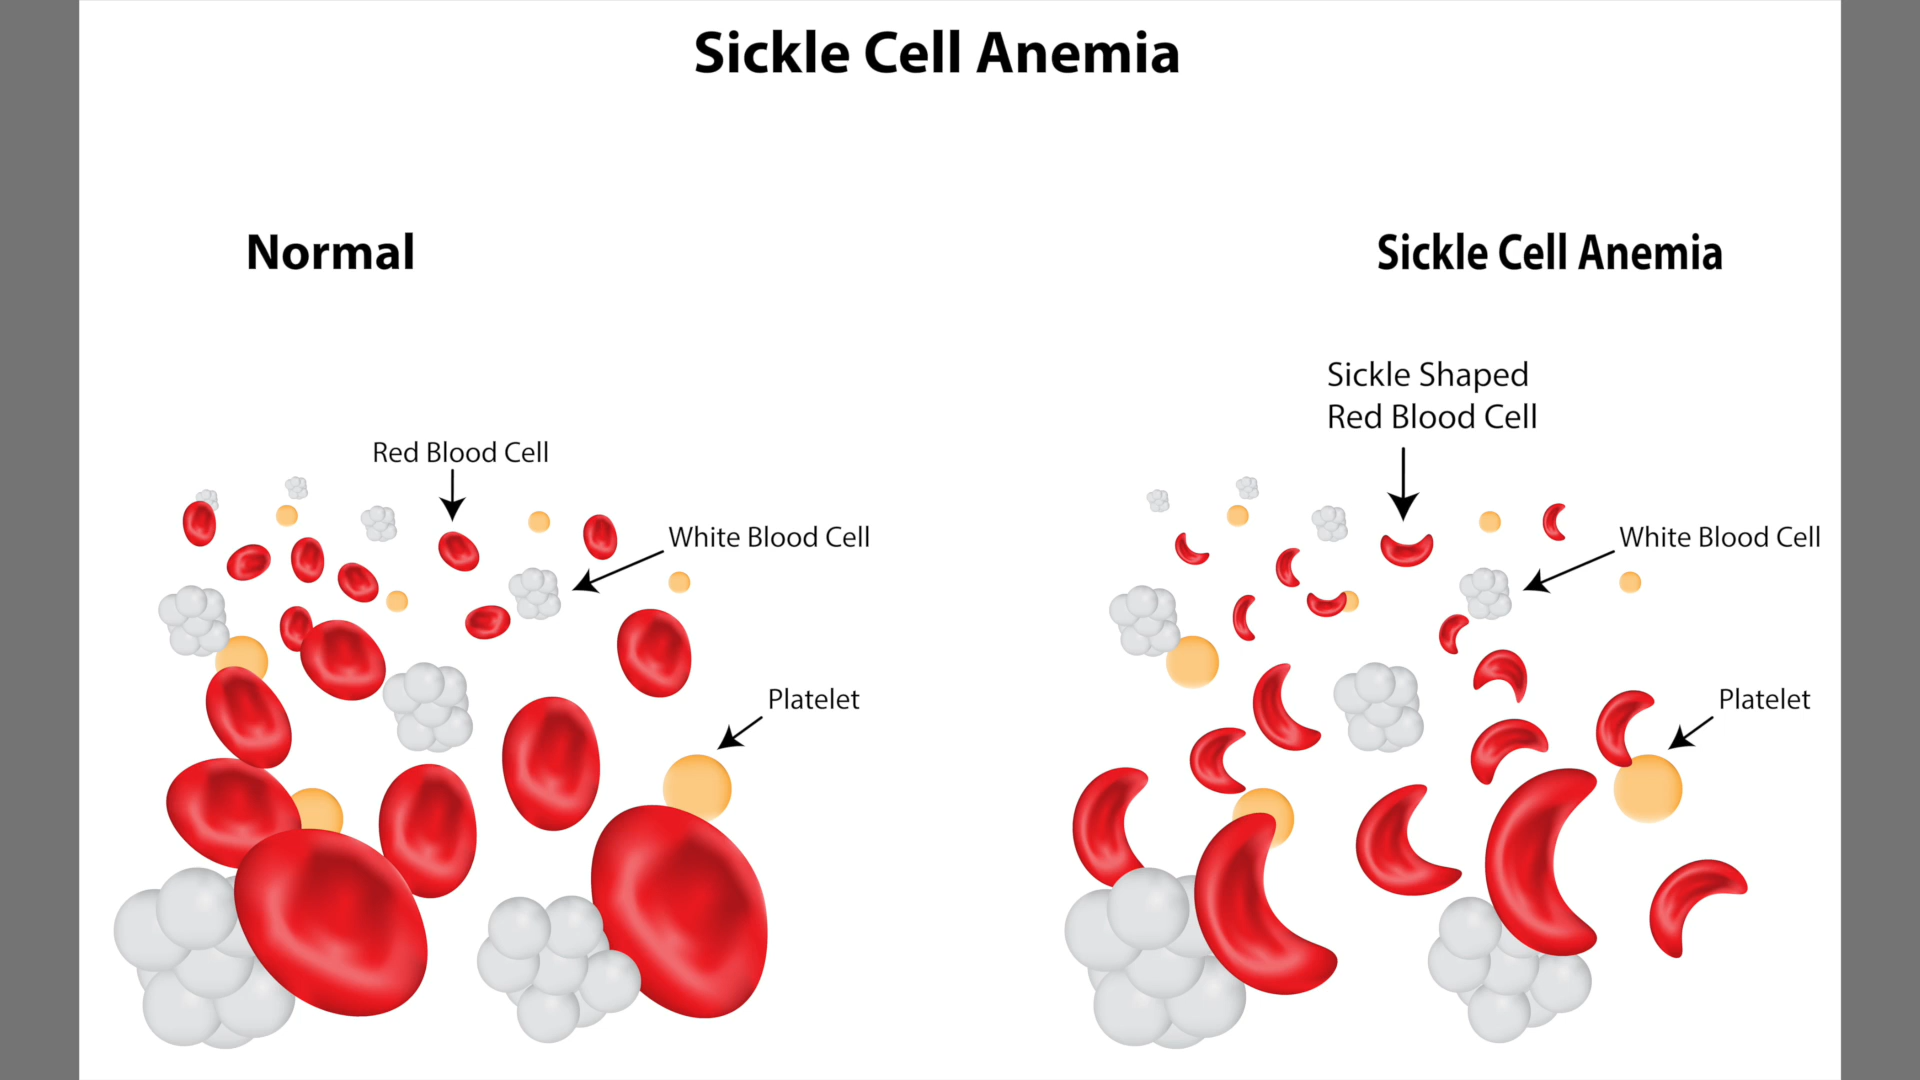 Sickle Cell Anemia
Normal
Sickle Cell Anemia
Sickle Shaped
Red Blood Cell
Red Blood Cell
White Blood Cell
White Blood Cell
Platelet
Platelet